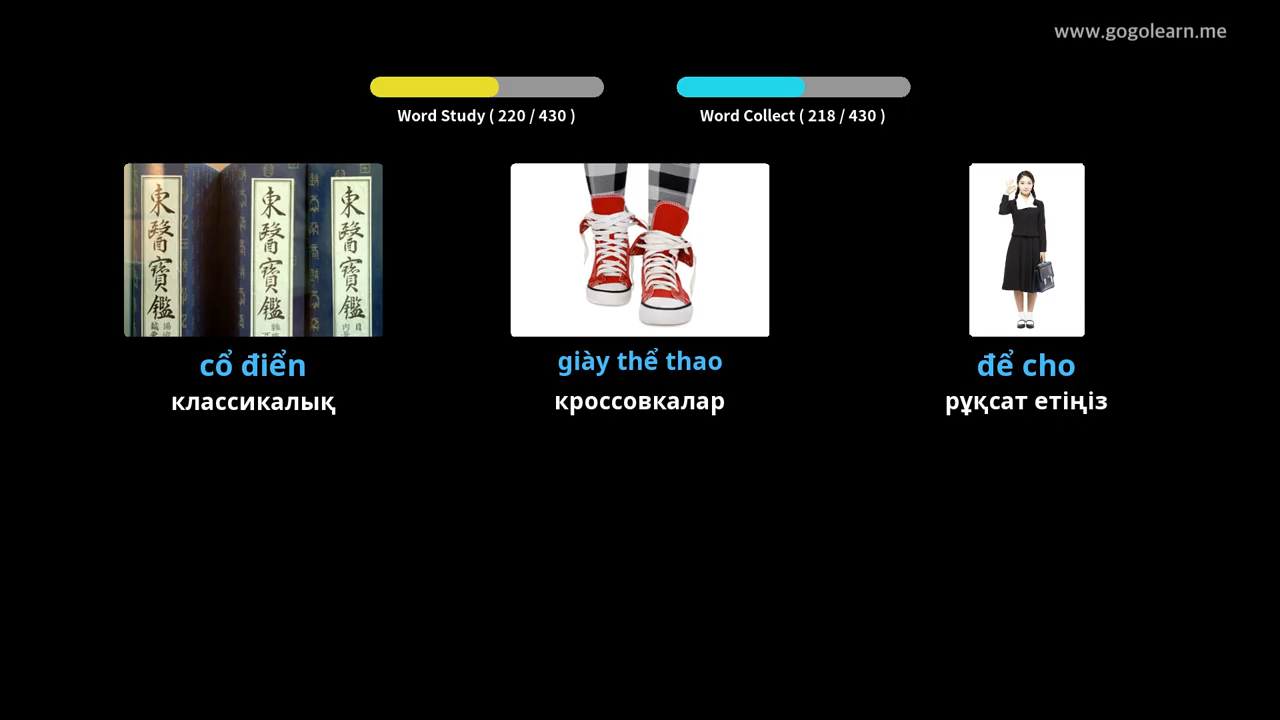 www.gogolearn.me
Word Study ( 220 / 430 )
Word Collect ( 218 / 430 )
東醫寶鑑
東醫寶鑑
東醫寶鑑
cổ điển
giày thể thao
để cho
классикалық
кроссовкалар
рұқсат етіңіз